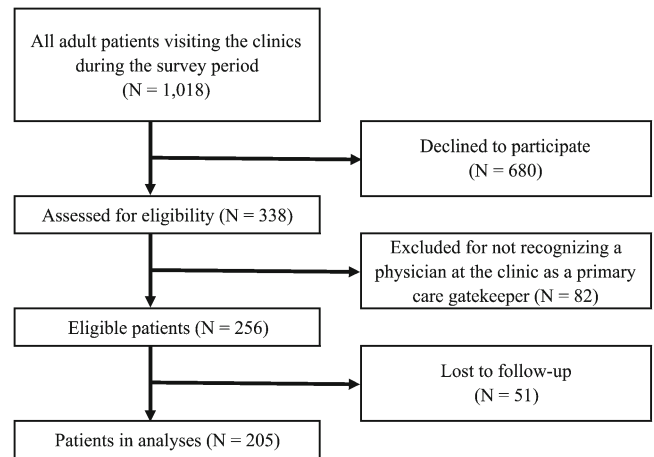 All adult patients visiting the clinics
during the survey period
(N = 1,018)
Declined to participate
(N = 680)
Assessed for eligibility (N = 338)
Excluded for not recognizing a
physician at the clinic as a primary
care gatekeeper (N = 82)
Eligible patients (N = 256)
Lost to follow-up
(N = 51)
Patients in analyses (N = 205)